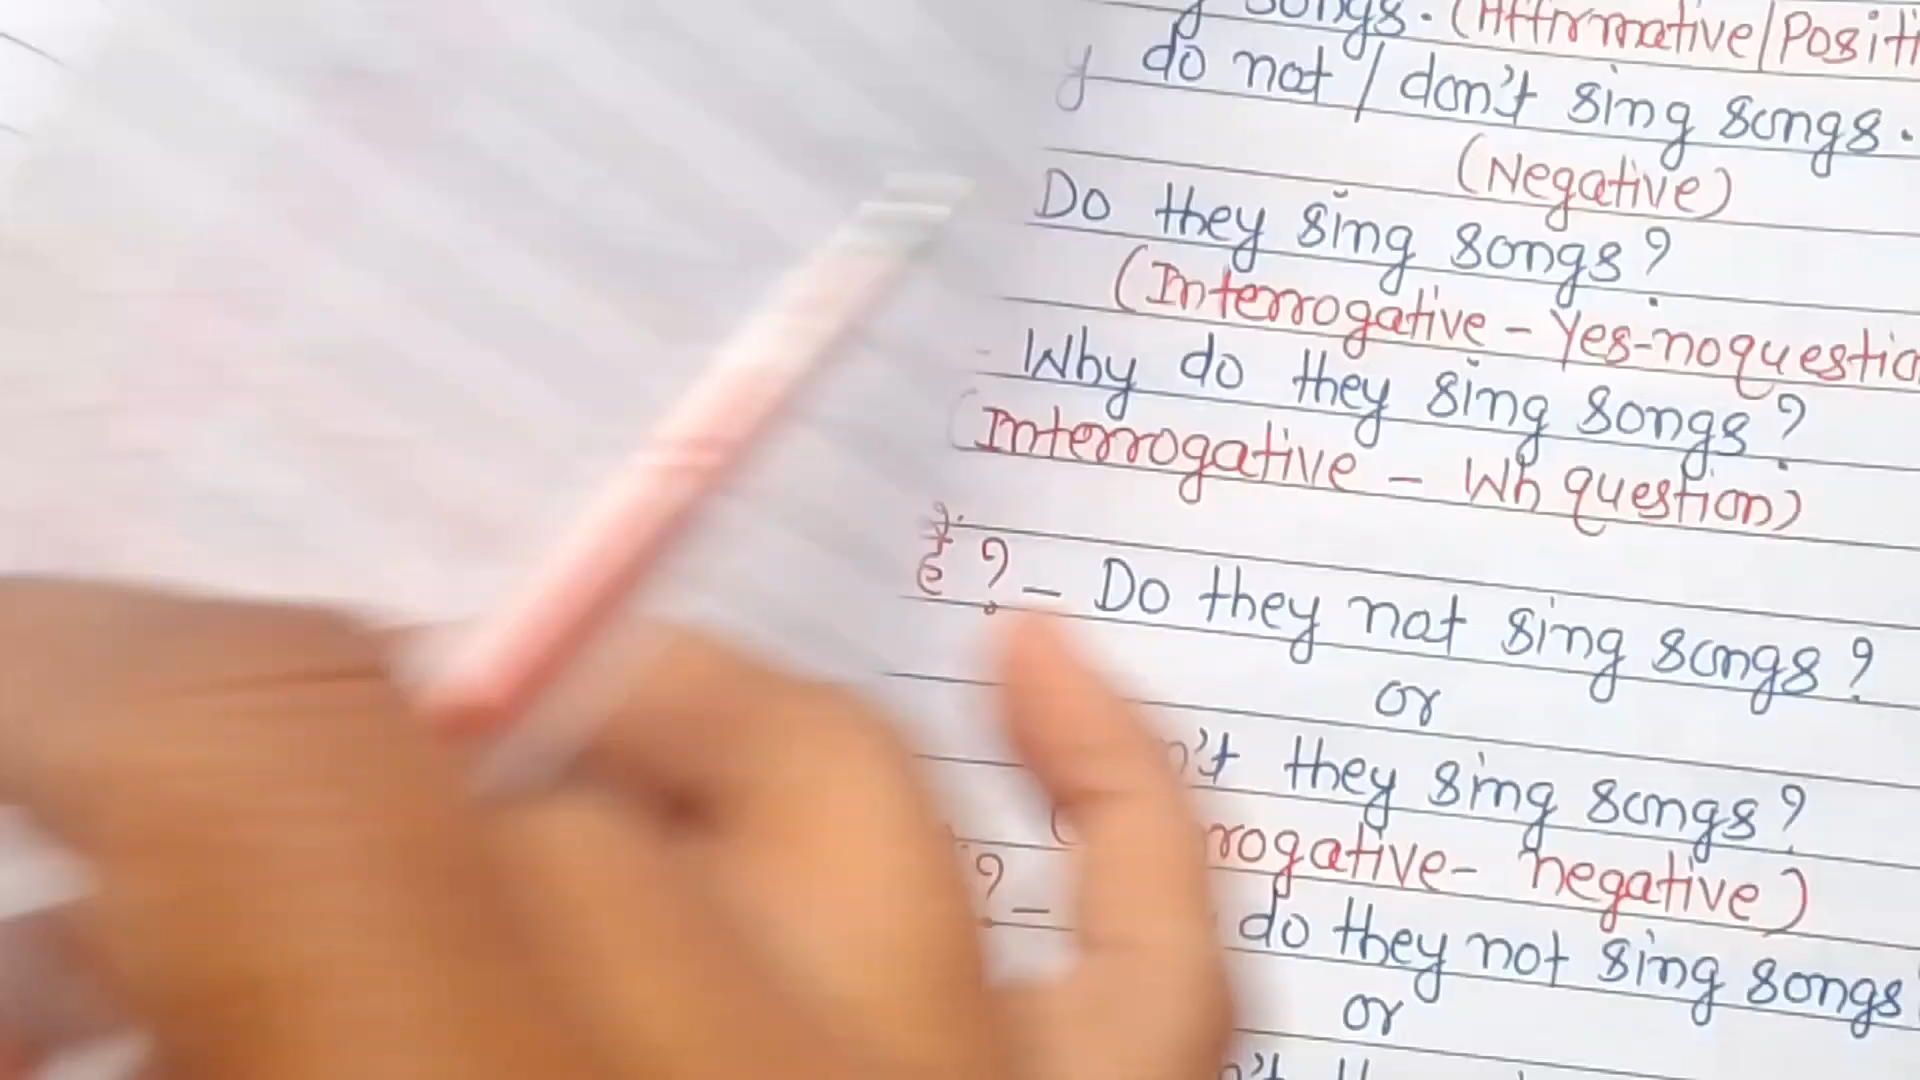 songs. (Affirmative/Positi
do not / don't sing songs.
(Negative)
Do they sing songs?
(Interrogative - Yes-noquestio
- Why do they sing songs?
(Interrogative - Wh question)
? - Do they not sing songs?
or
n't they sing songs?
rogative- negative)
? - do they not sing songs
or